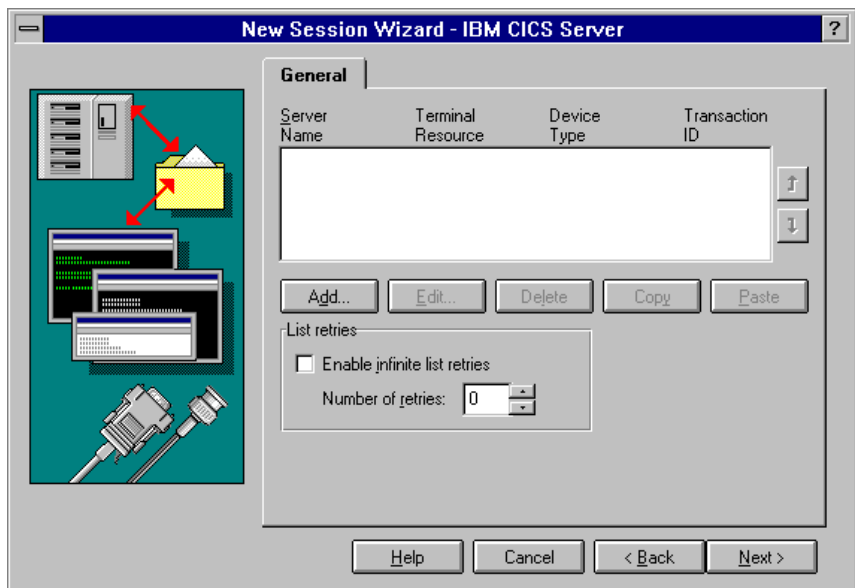 New Session Wizard - IBM CICS Server
?
General
Server Name
Terminal Resource
Device Type
Transaction ID
Add...
Edit...
Delete
Copy
Paste
List retries
Enable infinite list retries
Number of retries: 0
Help
Cancel
< Back
Next >